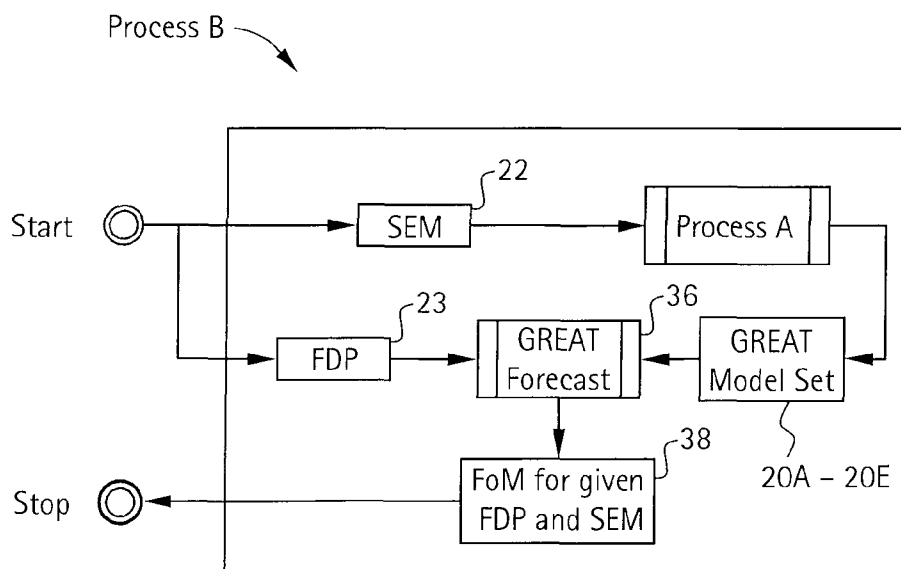 Process B
22
Start
SEM
Process A
23
36
FDP
GREAT
Forecast
GREAT
Model Set
38
20A – 20E
Stop
FoM for given
FDP and SEM